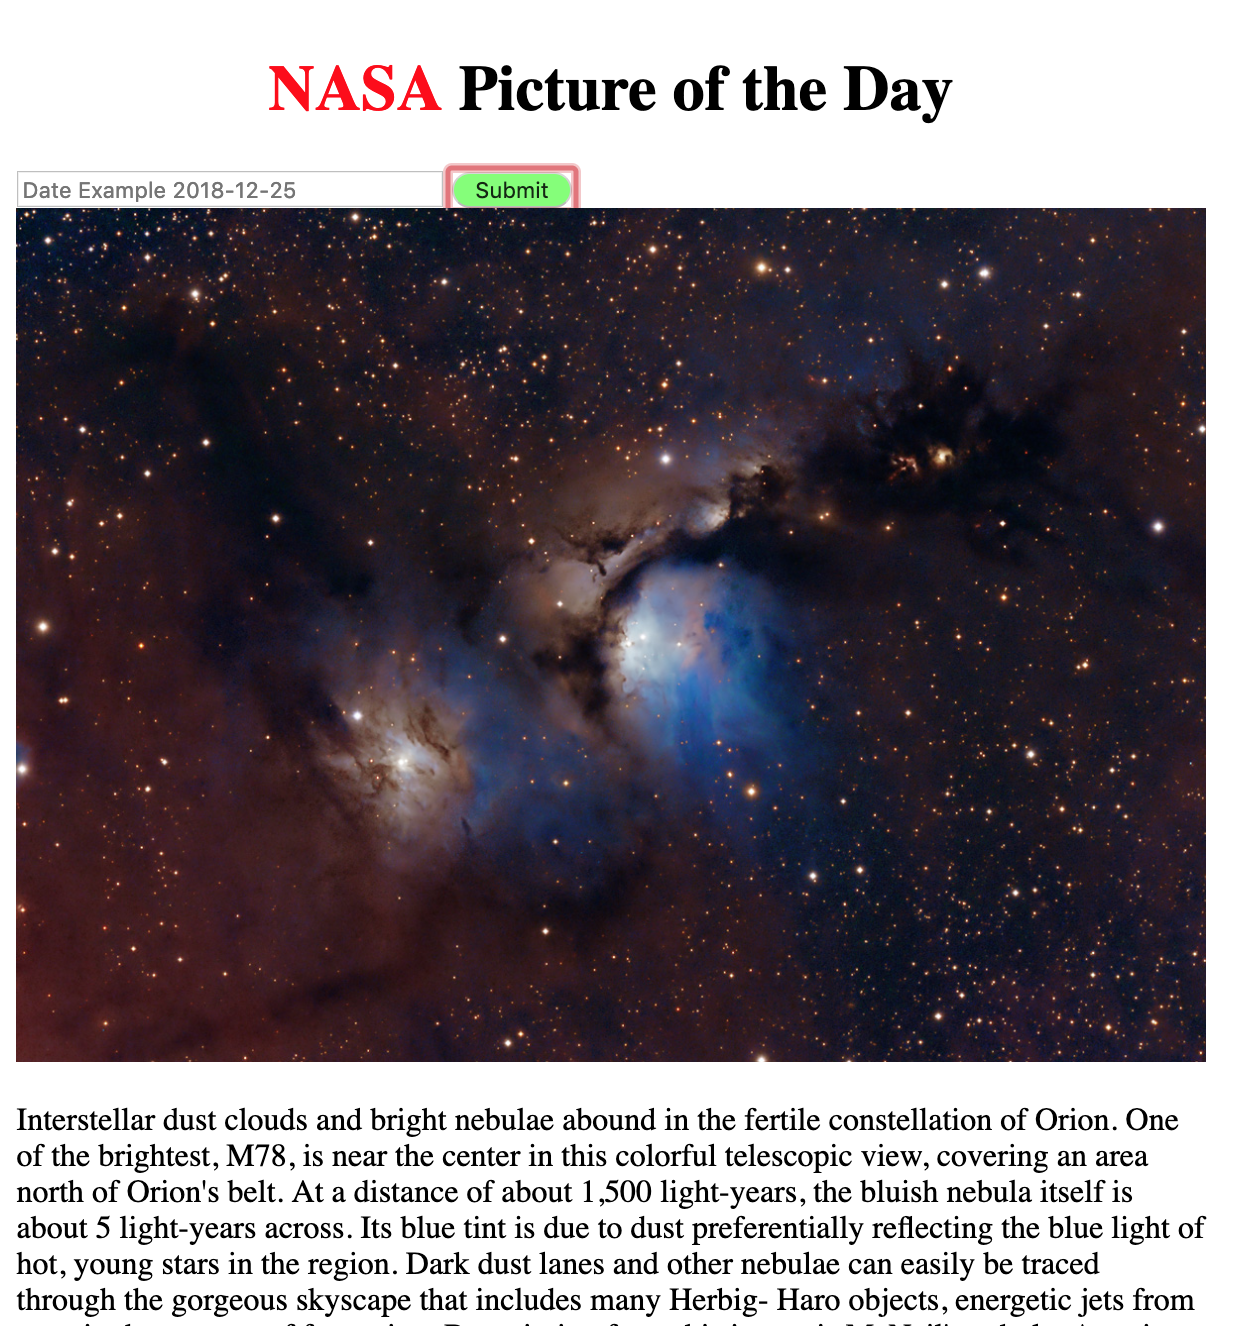 NASA Picture of the Day
Date Example 2018-12-25
Submit
Interstellar dust clouds and bright nebulae abound in the fertile constellation of Orion. One
of the brightest, M78, is near the center in this colorful telescopic view, covering an area
north of Orion's belt. At a distance of about 1,500 light-years, the bluish nebula itself is
about 5 light-years across. Its blue tint is due to dust preferentially reflecting the blue light of
hot, young stars in the region. Dark dust lanes and other nebulae can easily be traced
through the gorgeous skyscape that includes many Herbig- Haro objects, energetic jets from